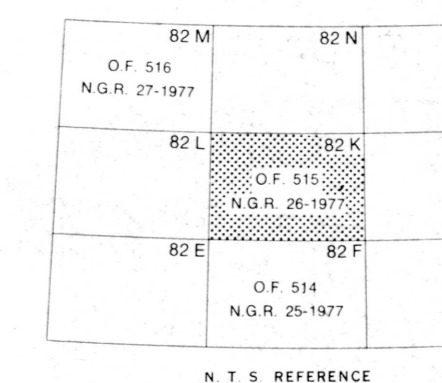 82 M
82 N
O.F. 516
N.G.R. 27-1977
82 L
82 K
O.F. 515
N.G.R. 26-1977
82 E
82 F
O.F. 514
N.G.R. 25-1977
N. T. S. REFERENCE